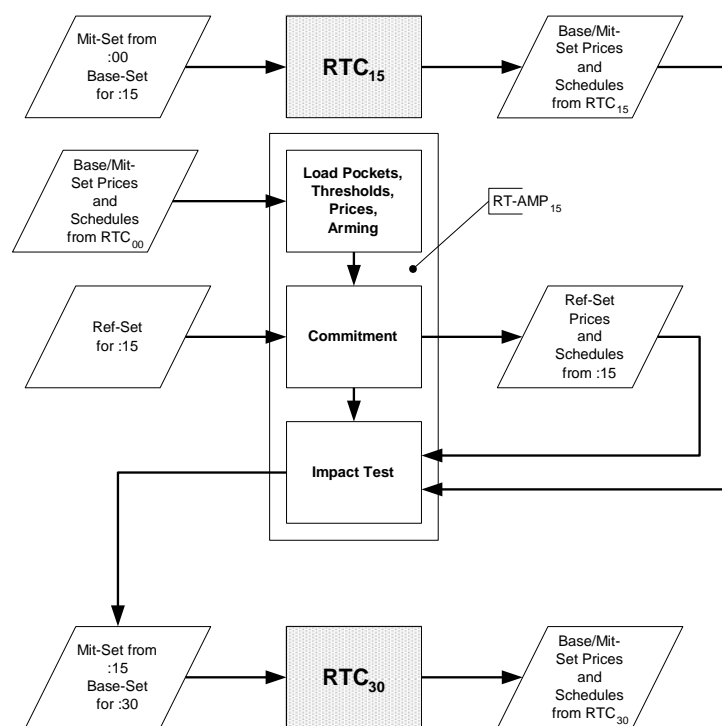 Mit-Set from
:00
Base-Set
for :15
RTC15
Base/Mit-
Set Prices
and
Schedules
from RTC15
Base/Mit-
Set Prices
and
Schedules
from RTC00
Load Pockets,
Thresholds,
Prices,
Arming
RT-AMP15
Ref-Set
for :15
Commitment
Ref-Set
Prices
and
Schedules
from :15
Impact Test
Mit-Set from
:15
Base-Set
for :30
RTC30
Base/Mit-
Set Prices
and
Schedules
from RTC30